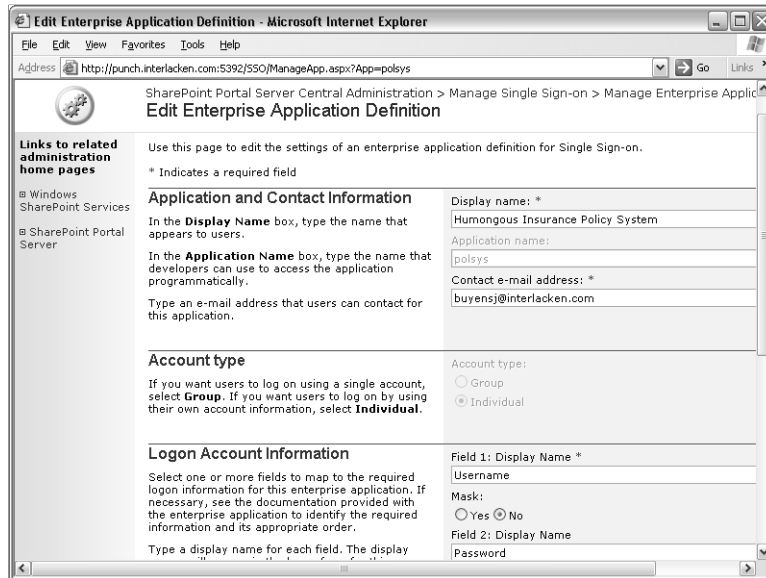 Edit Enterprise Application Definition - Microsoft Internet Explorer
File Edit View Favorites Tools Help
Address http://punch.interlacken.com:5392/SSO/ManageApp.aspx?App=polsys Go Links
SharePoint Portal Server Central Administration > Manage Single Sign-on > Manage Enterprise Applic
Edit Enterprise Application Definition
Links to related
administration
home pages
Windows
SharePoint Services
SharePoint Portal
Server
Use this page to edit the settings of an enterprise application definition for Single Sign-on.
* Indicates a required field
Application and Contact Information
In the Display Name box, type the name that
appears to users.
In the Application Name box, type the name that
developers can use to access the application
programmatically.
Type an e-mail address that users can contact for
this application.
Display name: *
Humongous Insurance Policy System
Application name:
polsys
Contact e-mail address: *
buyensj@interlacken.com
Account type
If you want users to log on using a single account,
select Group. If you want users to log on by using
their own account information, select Individual.
Account type:
Group
Individual
Logon Account Information
Select one or more fields to map to the required
logon information for this enterprise application. If
necessary, see the documentation provided with
the enterprise application to identify the required
information and its appropriate order.
Type a display name for each field. The display
Field 1: Display Name *
Username
Mask:
Yes No
Field 2: Display Name
Password